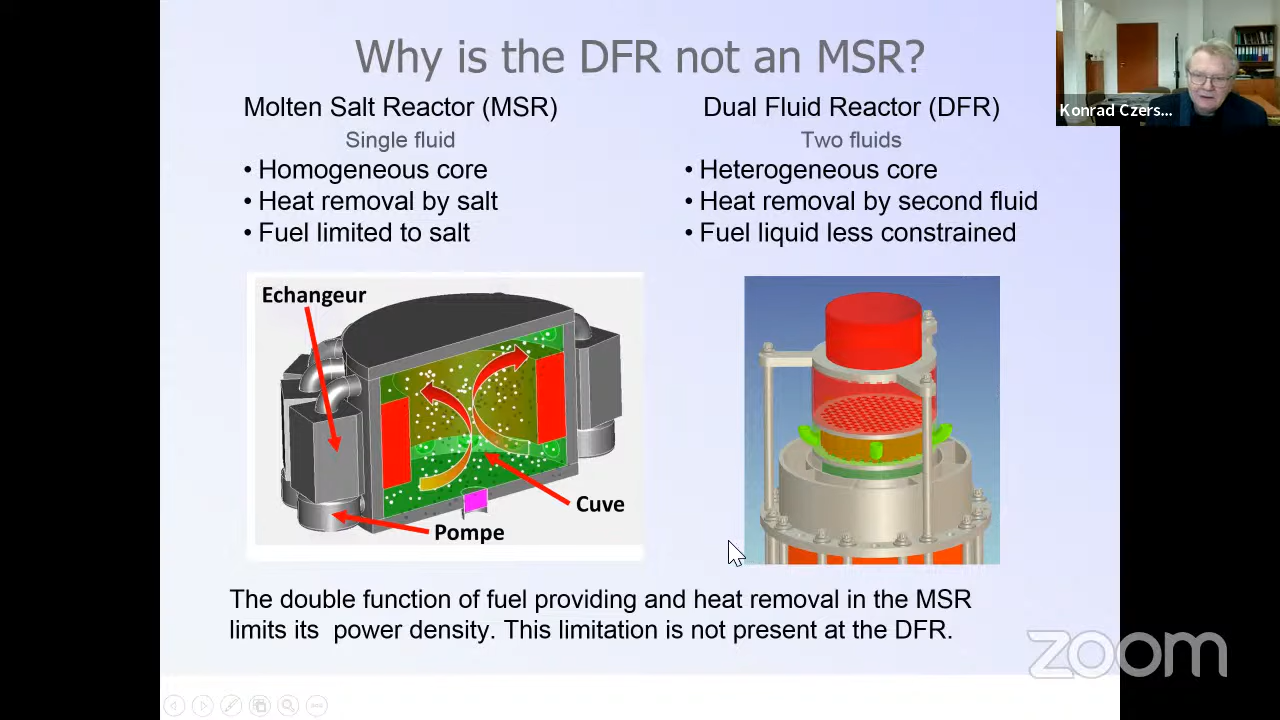 Why is the DFR not an MSR?
Molten Salt Reactor (MSR)
Single fluid
• Homogeneous core
• Heat removal by salt
• Fuel limited to salt
Dual Fluid Reactor (DFR)
Two fluids
• Heterogeneous core
• Heat removal by second fluid
• Fuel liquid less constrained
Echangeur
Cuve
Pompe
The double function of fuel providing and heat removal in the MSR
limits its power density. This limitation is not present at the DFR.
Konrad Czers...
zoom